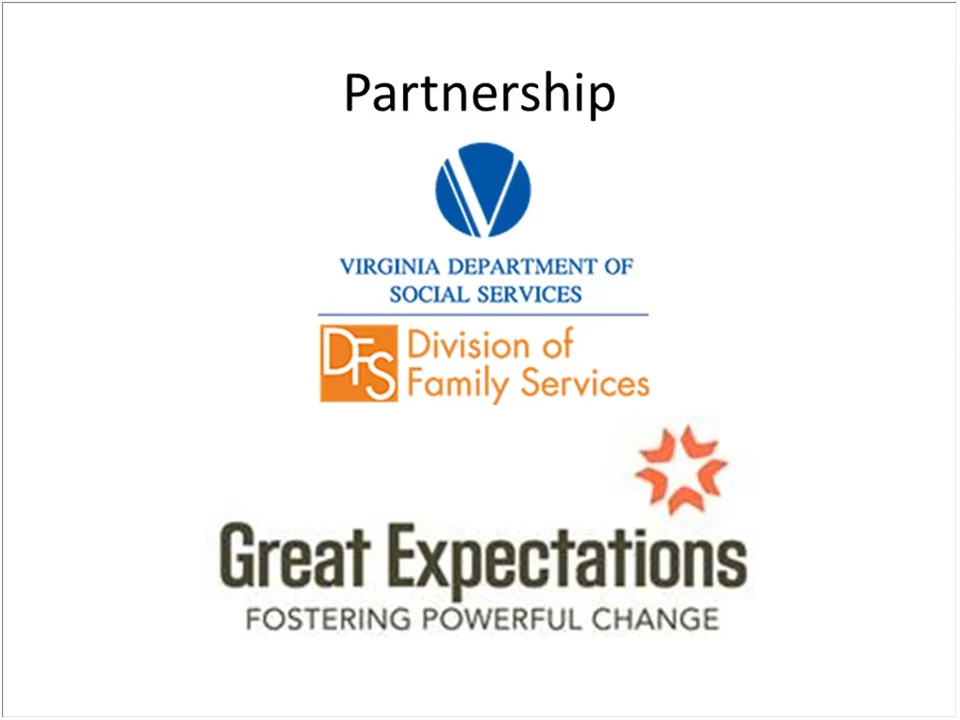 Partnership
VIRGINIA DEPARTMENT OF
SOCIAL SERVICES
DFS Division of
Family Services
Great Expectations
FOSTERING POWERFUL CHANGE